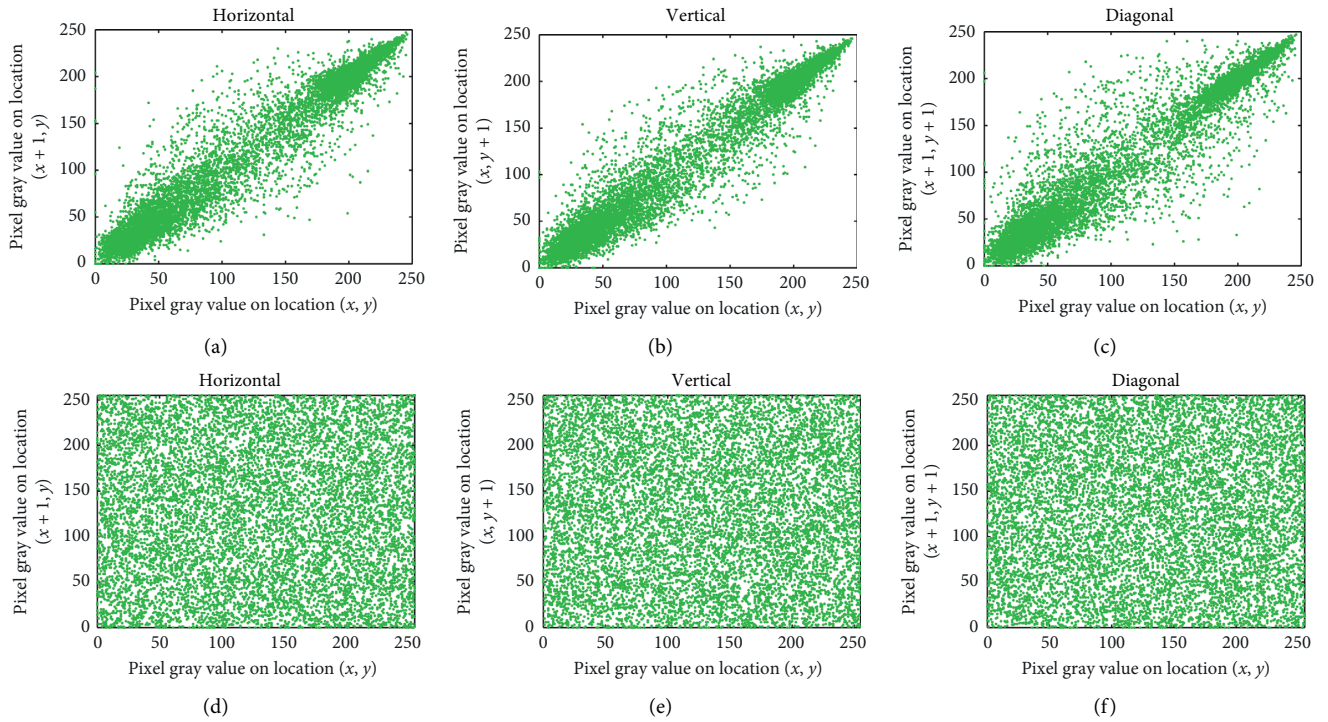 Horizontal
Pixel gray value on location
(x + 1, y)
250
200
150
100
50
0
0 50 100 150 200 250
Pixel gray value on location (x, y)
(a)
Vertical
Pixel gray value on location
(x, y + 1)
250
200
150
100
50
0
0 50 100 150 200 250
Pixel gray value on location (x, y)
(b)
Diagonal
Pixel gray value on location
(x + 1, y + 1)
250
200
150
100
50
0
0 50 100 150 200 250
Pixel gray value on location (x, y)
(c)
Horizontal
Pixel gray value on location
(x + 1, y)
250
200
150
100
50
0
0 50 100 150 200 250
Pixel gray value on location (x, y)
(d)
Vertical
Pixel gray value on location
(x, y + 1)
250
200
150
100
50
0
0 50 100 150 200 250
Pixel gray value on location (x, y)
(e)
Diagonal
Pixel gray value on location
(x + 1, y + 1)
250
200
150
100
50
0
0 50 100 150 200 250
Pixel gray value on location (x, y)
(f)